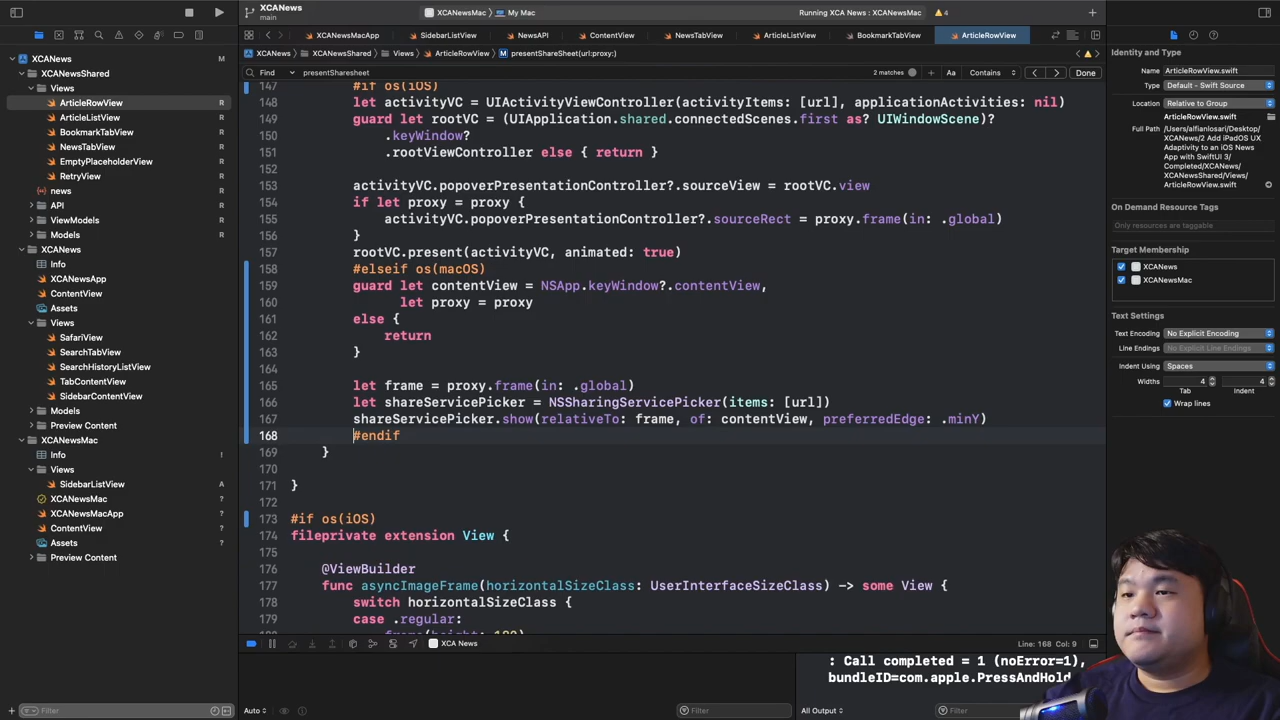 XCANews
main
XCANewsMac
My Mac
Running XCA News : XCANewsMac
4
XCANewsMacApp
SidebarListView
NewsAPI
ContentView
NewsTabView
ArticleListView
BookmarkTabView
ArticleRowView
XCANews
XCANewsShared
Views
ArticleRowView
presentShareSheet(url:proxy:)
Find
presentSharesheet
2 matches
Aa
Contains
Done
XCANews M
XCANewsShared
Views
ArticleRowView R
ArticleListView R
BookmarkTabView R
NewsTabView R
EmptyPlaceholderView R
RetryView R
news R
API R
ViewModels R
Models R
XCANews
Info
XCANewsApp
ContentView
Assets
Views
SafariView
SearchTabView
SearchHistoryListView
TabContentView
SidebarContentView
Models
Preview Content
XCANewsMac
Info !
Views
SidebarListView A
XCANewsMac ?
XCANewsMacApp ?
ContentView ?
Assets ?
Preview Content ?
Filter
147 #if os(iOS)
148 let activityVC = UIActivityViewController(activityItems: [url], applicationActivities: nil)
149 guard let rootVC = (UIApplication.shared.connectedScenes.first as? UIWindowScene)?
150 .keyWindow?
151 .rootViewController else { return }
152
153 activityVC.popoverPresentationController?.sourceView = rootVC.view
154 if let proxy = proxy {
155 activityVC.popoverPresentationController?.sourceRect = proxy.frame(in: .global)
156 }
157 rootVC.present(activityVC, animated: true)
158 #elseif os(macOS)
159 guard let contentView = NSApp.keyWindow?.contentView,
160 let proxy = proxy
161 else {
162 return
163 }
164
165 let frame = proxy.frame(in: .global)
166 let shareServicePicker = NSSharingServicePicker(items: [url])
167 shareServicePicker.show(relativeTo: frame, of: contentView, preferredEdge: .minY)
168 #endif
169 }
170
171 }
172
173 #if os(iOS)
174 fileprivate extension View {
175
176 @ViewBuilder
177 func asyncImageFrame(horizontalSizeClass: UserInterfaceSizeClass) -> some View {
178 switch horizontalSizeClass {
179 case .regular:
XCA News
Line: 168 Col: 9
: Call completed = 1 (noError=1),
bundleID=com.apple.PressAndHold
Auto
Filter
All Output
Filter
Identity and Type
Name ArticleRowView.swift
Type Default - Swift Source
Location Relative to Group
ArticleRowView.swift
Full Path /Users/alfianlosari/Desktop/
XCANews/2 Add iPadOS UX
Adaptivity to an iOS News
App with SwiftUI 3/
Completed/XCANews/
XCANewsShared/Views/
ArticleRowView.swift
On Demand Resource Tags
Only resources are taggable
Target Membership
XCANews
XCANewsMac
Text Settings
Text Encoding No Explicit Encoding
Line Endings No Explicit Line Endings
Indent Using Spaces
Widths 4 4
Tab Indent
Wrap lines